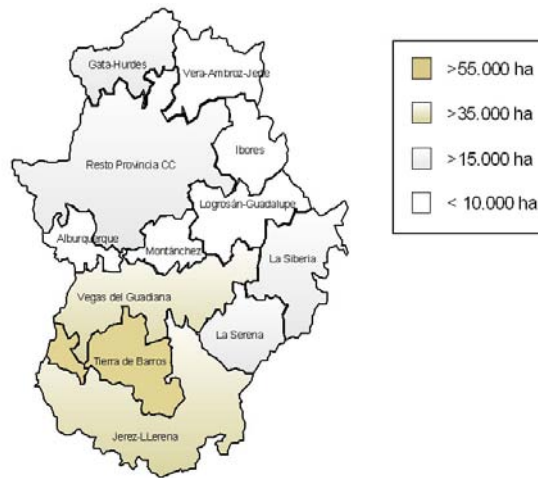 Gata-Hurdes
Vera-Ambroz-Jerte
Ibores
Resto Provincia CC
Logrosán-Guadalupe
Alburquerque
Montánchez
La Siberia
Vegas del Guadiana
La Serena
Tierra de Barros
Jerez-LLerena
>55.000 ha
>35.000 ha
>15.000 ha
< 10.000 ha